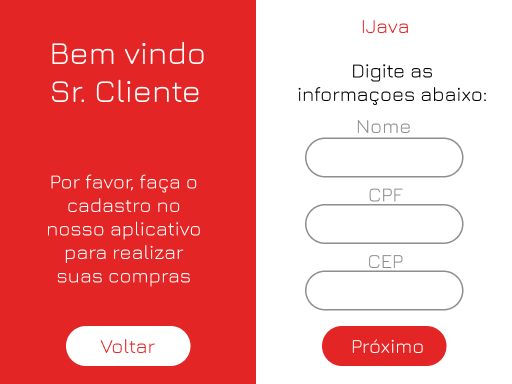 Bem vindo
Sr. Cliente
Por favor, faça o
cadastro no
nosso aplicativo
para realizar
suas compras
Voltar
IJava
Digite as
informaçoes abaixo:
Nome
CPF
CEP
Próximo